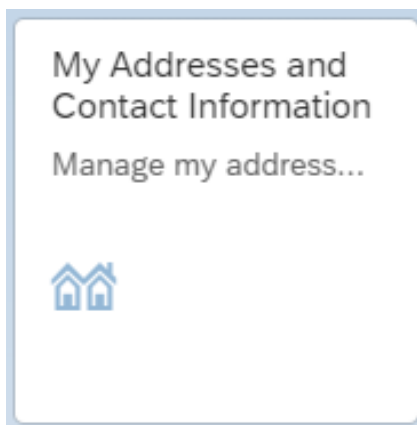 My Addresses and
Contact Information
Manage my address...